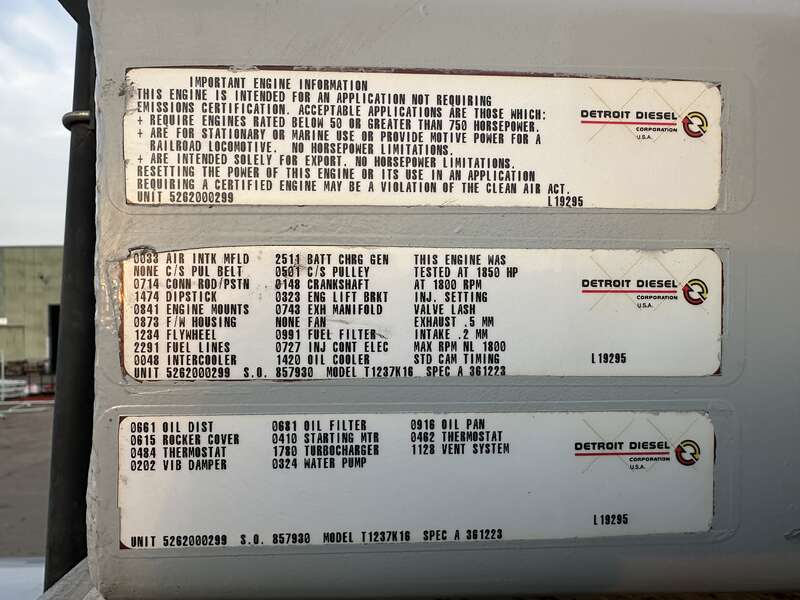 IMPORTANT ENGINE INFORMATION
THIS ENGINE IS INTENDED FOR AN APPLICATION NOT REQUIRING
EMISSIONS CERTIFICATION. ACCEPTABLE APPLICATIONS ARE THOSE WHICH:
+ REQUIRE ENGINES RATED BELOW 50 OR GREATER THAN 750 HORSEPOWER.
+ ARE FOR STATIONARY OR MARINE USE OR PROVIDE MOTIVE POWER FOR A
RAILROAD LOCOMOTIVE. NO HORSEPOWER LIMITATIONS.
+ ARE INTENDED SOLELY FOR EXPORT. NO HORSEPOWER LIMITATIONS.
RESETTING THE POWER OF THIS ENGINE OR ITS USE IN AN APPLICATION
REQUIRING A CERTIFIED ENGINE MAY BE A VIOLATION OF THE CLEAN AIR ACT.
UNIT 5262000299 L19295
DETROIT DIESEL
CORPORATION
U.S.A.
0033 AIR INTK MFLD 2511 BATT CHRG GEN THIS ENGINE WAS
NONE C/S PUL BELT 0501 C/S PULLEY TESTED AT 1850 HP
0714 CONN ROD/PSTN 0148 CRANKSHAFT AT 1800 RPM
1474 DIPSTICK 0323 ENG LIFT BRKT INJ. SETTING
0841 ENGINE MOUNTS 0743 EXH MANIFOLD VALVE LASH
0873 F/W HOUSING NONE FAN EXHAUST .5 MM
1234 FLYWHEEL 0991 FUEL FILTER INTAKE .2 MM
2291 FUEL LINES 0727 INJ CONT ELEC MAX RPM NL 1800
0048 INTERCOOLER 1420 OIL COOLER STD CAM TIMING L19295
UNIT 5262000299 S.O. 857930 MODEL T1237K16 SPEC A 361223
DETROIT DIESEL
CORPORATION
U.S.A.
0661 OIL DIST 0681 OIL FILTER 0916 OIL PAN
0615 ROCKER COVER 0410 STARTING MTR 0462 THERMOSTAT
0484 THERMOSTAT 1780 TURBOCHARGER 1128 VENT SYSTEM
0202 VIB DAMPER 0324 WATER PUMP
DETROIT DIESEL
CORPORATION
U.S.A.
L19295
UNIT 5262000299 S.O. 857930 MODEL T1237K16 SPEC A 361223